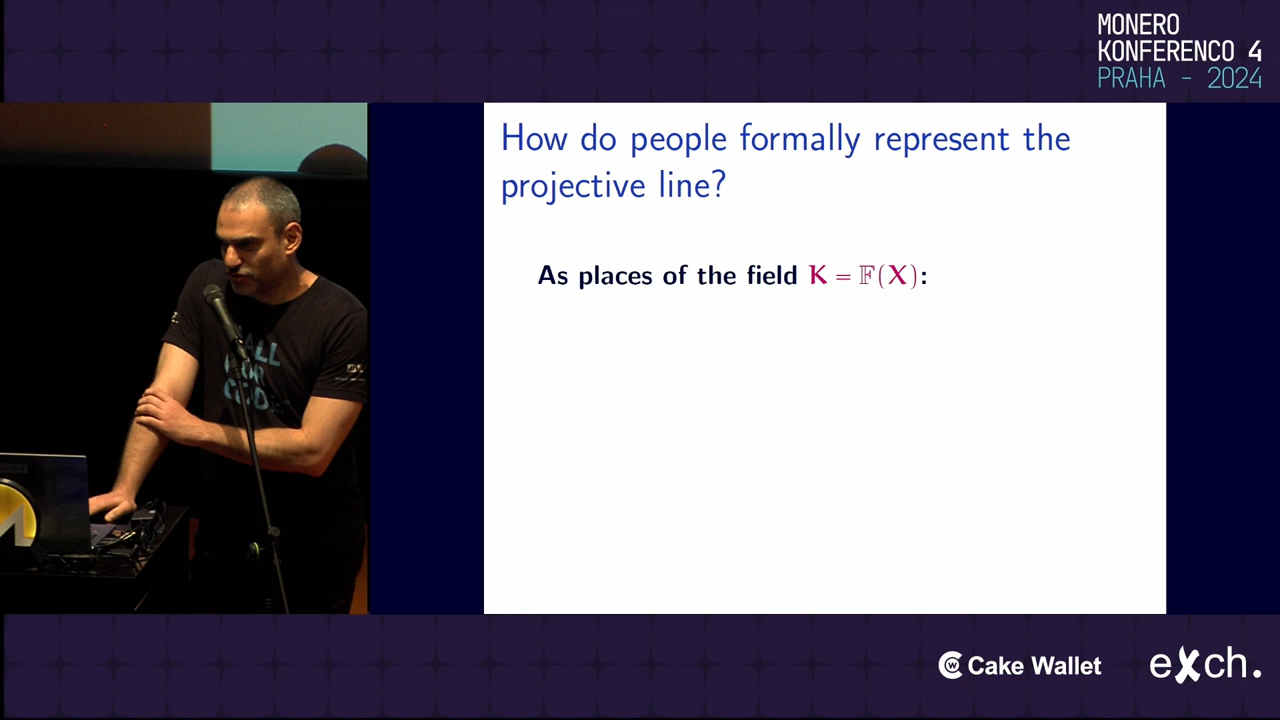 MONERO
KONFERENCO 4
PRAHA - 2024
How do people formally represent the
projective line?
As places of the field K = 𝔽(X):
Cake Wallet
exch.